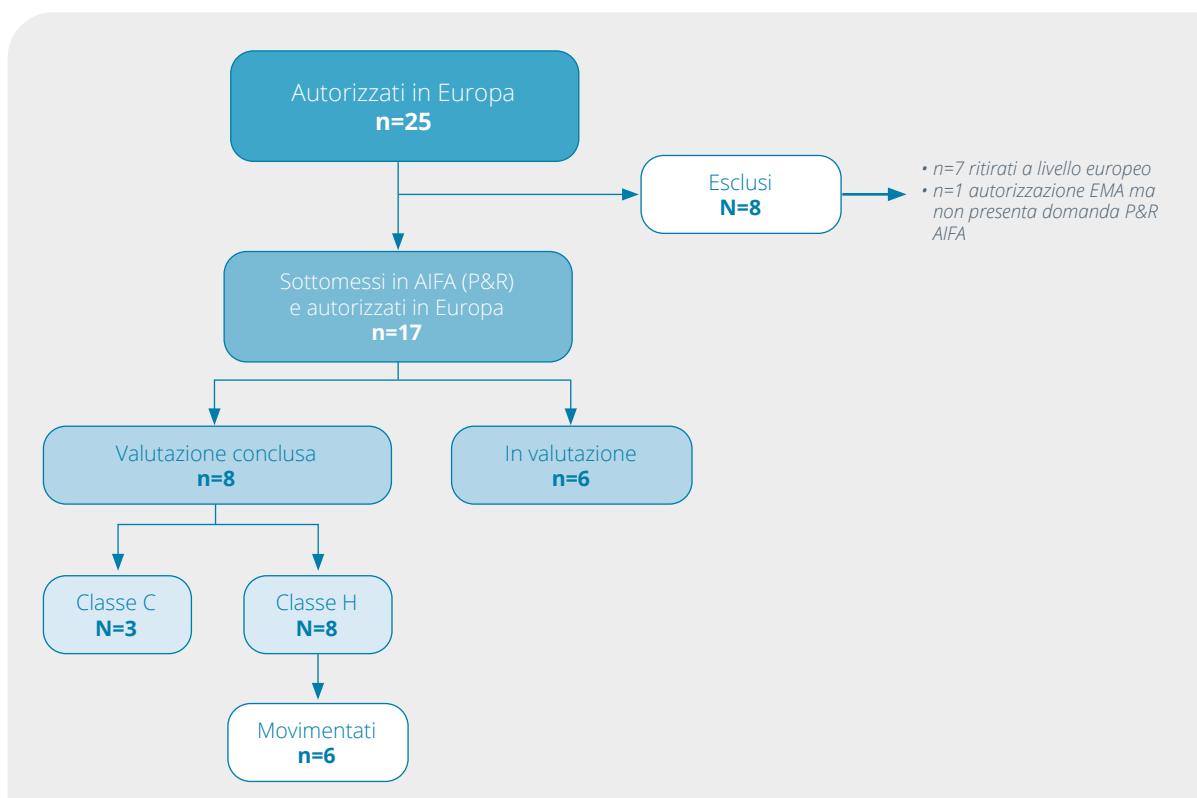 Autorizzati in Europa
n=25
Esclusi
N=8
• n=7 ritirati a livello europeo
• n=1 autorizzazione EMA ma
non presenta domanda P&R
AIFA
Sottomessi in AIFA (P&R)
e autorizzati in Europa
n=17
Valutazione conclusa
n=8
In valutazione
n=6
Classe C
N=3
Classe H
N=8
Movimentati
n=6